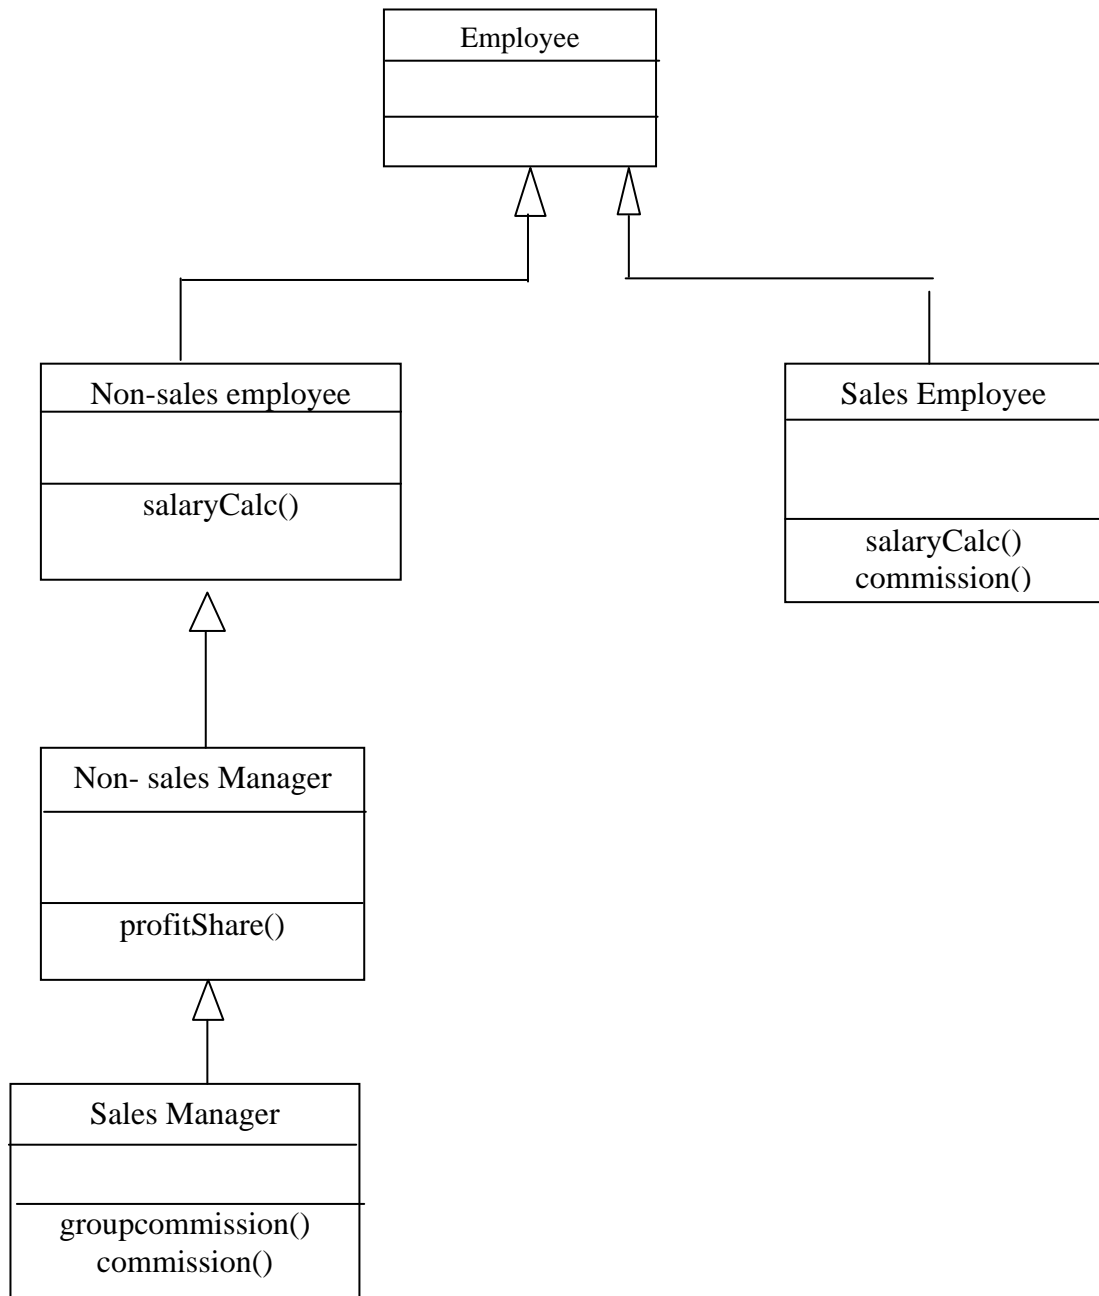 Employee
Non-sales employee
salaryCalc()
Sales Employee
salaryCalc()
commission()
Non- sales Manager
profitShare()
Sales Manager
groupcommission()
commission()